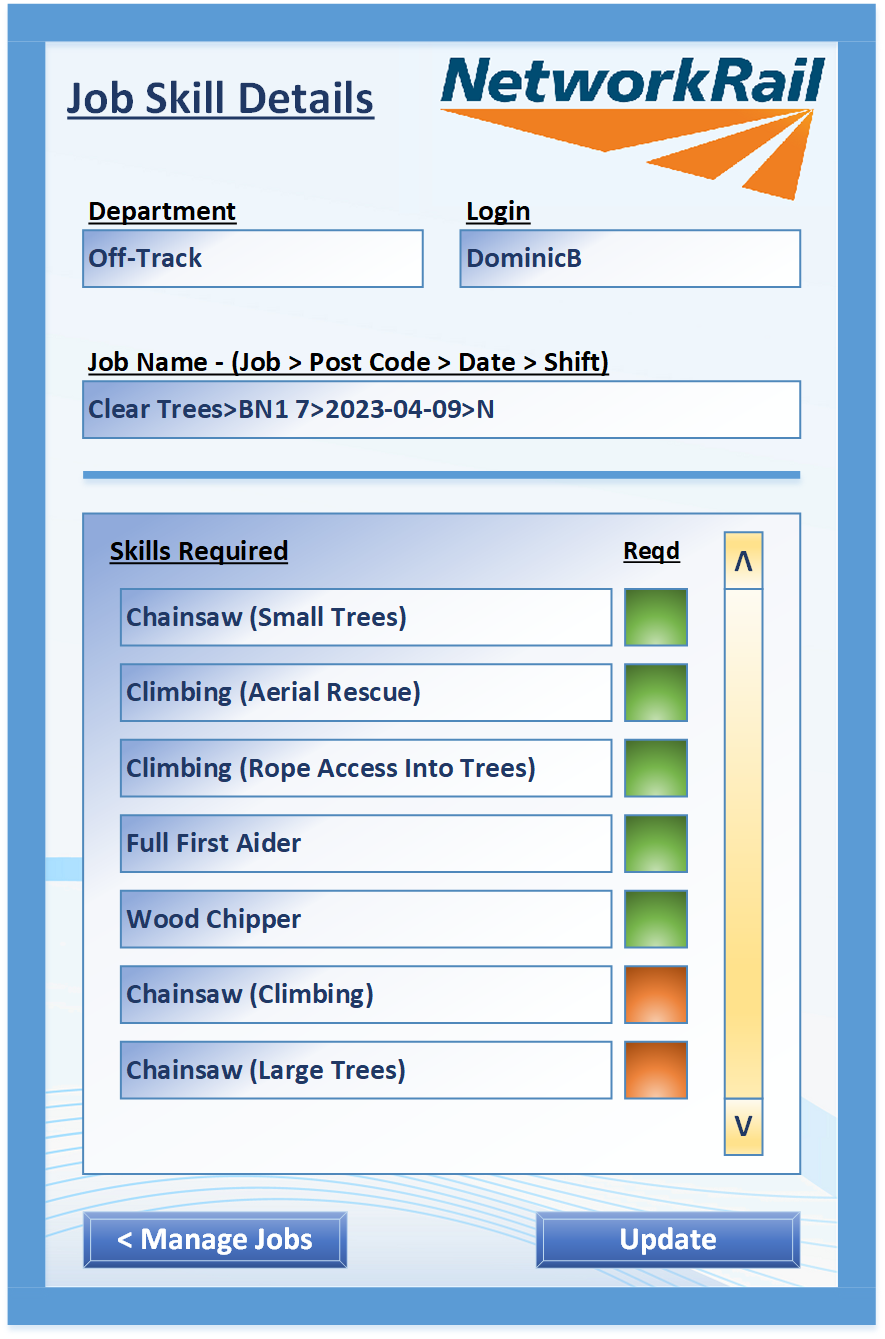 Job Skill Details
NetworkRail
Department
Login
Off-Track
DominicB
Job Name - (Job > Post Code > Date > Shift)
Clear Trees>BN1 7>2023-04-09>N
Skills Required
Reqd
Chainsaw (Small Trees)
Climbing (Aerial Rescue)
Climbing (Rope Access Into Trees)
Full First Aider
Wood Chipper
Chainsaw (Climbing)
Chainsaw (Large Trees)
< Manage Jobs
Update